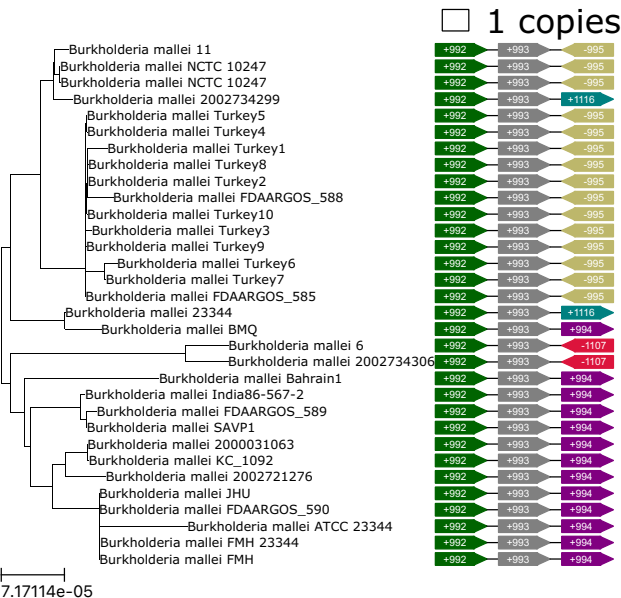 1 copies
Burkholderia mallei 11 +992 +993 -995
Burkholderia mallei NCTC 10247 +992 +993 -995
Burkholderia mallei NCTC 10247 +992 +993 -995
Burkholderia mallei 2002734299 +992 +993 +1116
Burkholderia mallei Turkey5 +992 +993 -995
Burkholderia mallei Turkey4 +992 +993 -995
Burkholderia mallei Turkey1 +992 +993 -995
Burkholderia mallei Turkey8 +992 +993 -995
Burkholderia mallei Turkey2 +992 +993 -995
Burkholderia mallei FDAARGOS_588 +992 +993 -995
Burkholderia mallei Turkey10 +992 +993 -995
Burkholderia mallei Turkey3 +992 +993 -995
Burkholderia mallei Turkey9 +992 +993 -995
Burkholderia mallei Turkey6 +992 +993 -995
Burkholderia mallei Turkey7 +992 +993 -995
Burkholderia mallei FDAARGOS_585 +992 +993 -995
Burkholderia mallei 23344 +992 +993 +1116
Burkholderia mallei BMQ +992 +993 +994
Burkholderia mallei 6 +992 +993 -1107
Burkholderia mallei 2002734306 +992 +993 -1107
Burkholderia mallei Bahrain1 +992 +993 +994
Burkholderia mallei India86-567-2 +992 +993 +994
Burkholderia mallei FDAARGOS_589 +992 +993 +994
Burkholderia mallei SAVP1 +992 +993 +994
Burkholderia mallei 2000031063 +992 +993 +994
Burkholderia mallei KC_1092 +992 +993 +994
Burkholderia mallei 2002721276 +992 +993 +994
Burkholderia mallei JHU +992 +993 +994
Burkholderia mallei FDAARGOS_590 +992 +993 +994
Burkholderia mallei ATCC 23344 +992 +993 +994
Burkholderia mallei FMH 23344 +992 +993 +994
Burkholderia mallei FMH +992 +993 +994
7.17114e-05